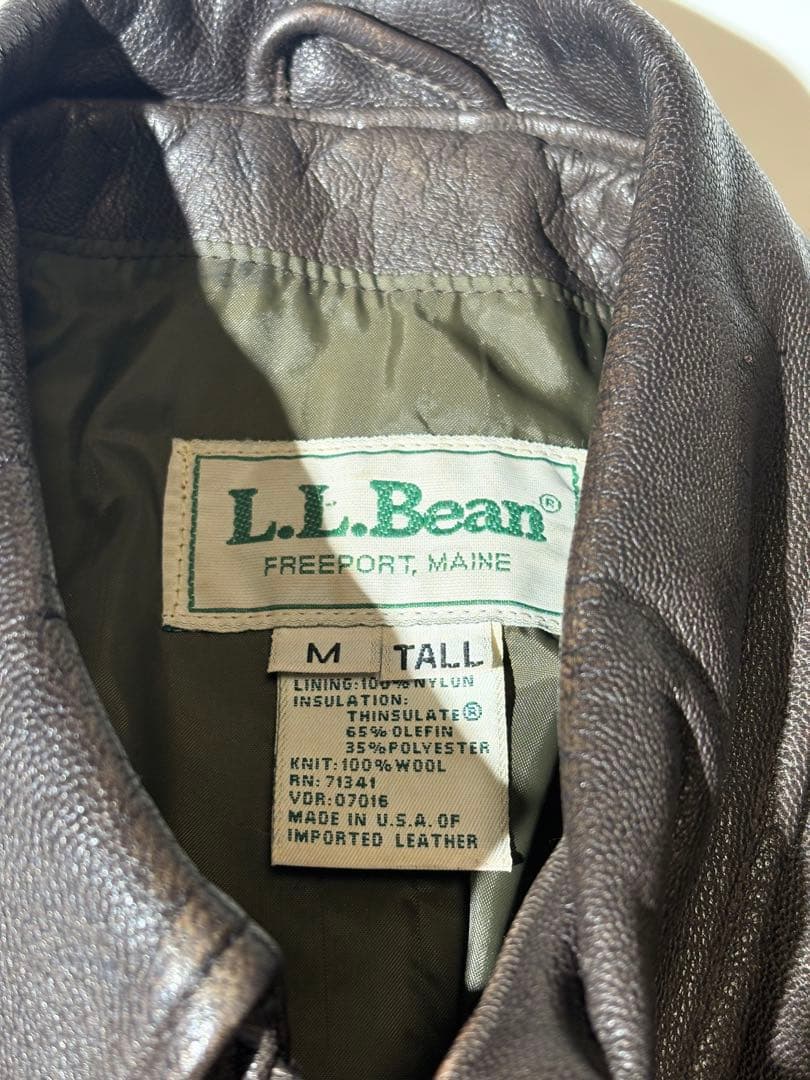 L.L.Bean®
FREEPORT, MAINE
M TALL
LINING:100% NYLON
INSULATION:
THINSULATE®
65% OLEFIN
35% POLYESTER
KNIT:100% WOOL
RN: 71341
VDR: 07016
MADE IN U.S.A. OF
IMPORTED LEATHER